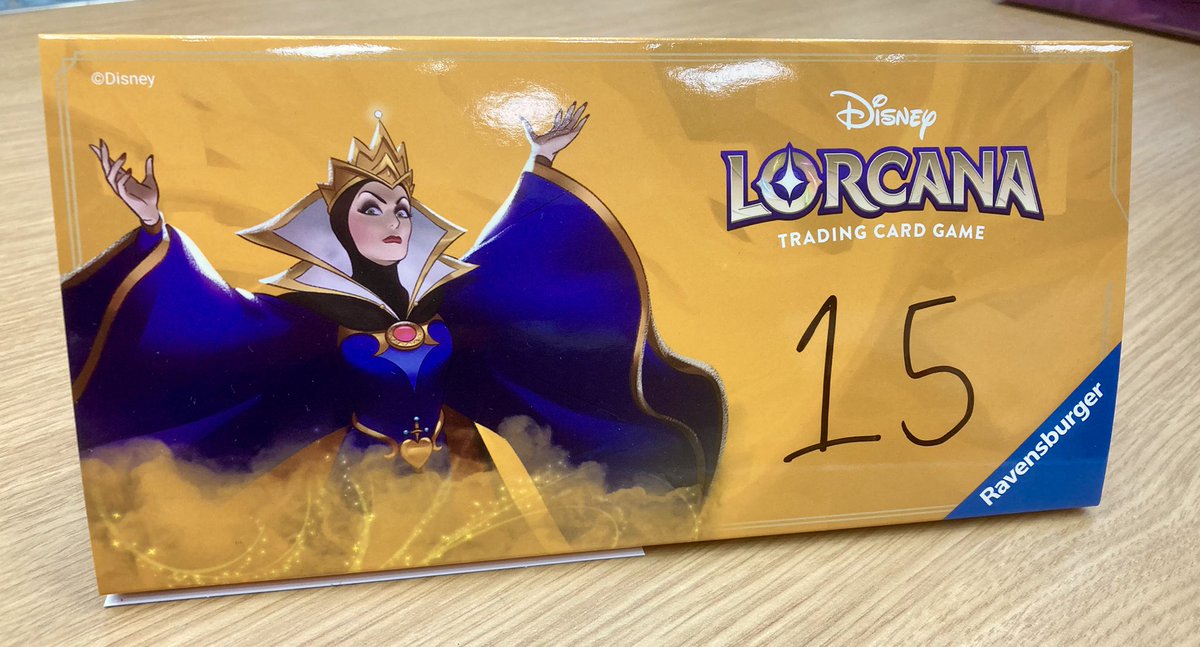 ©Disney
Disney
LORCANA
TRADING CARD GAME
15
Ravensburger